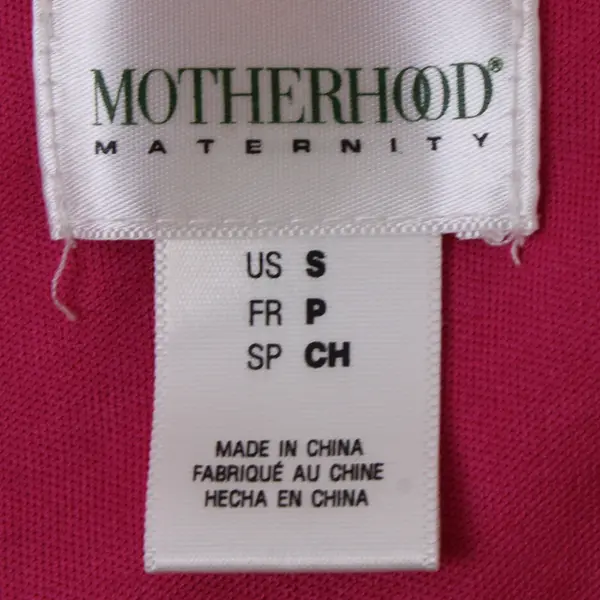 MOTHERHOOD®
MATERNITY
US S
FR P
SP CH
MADE IN CHINA
FABRIQUÉ AU CHINE
HECHA EN CHINA